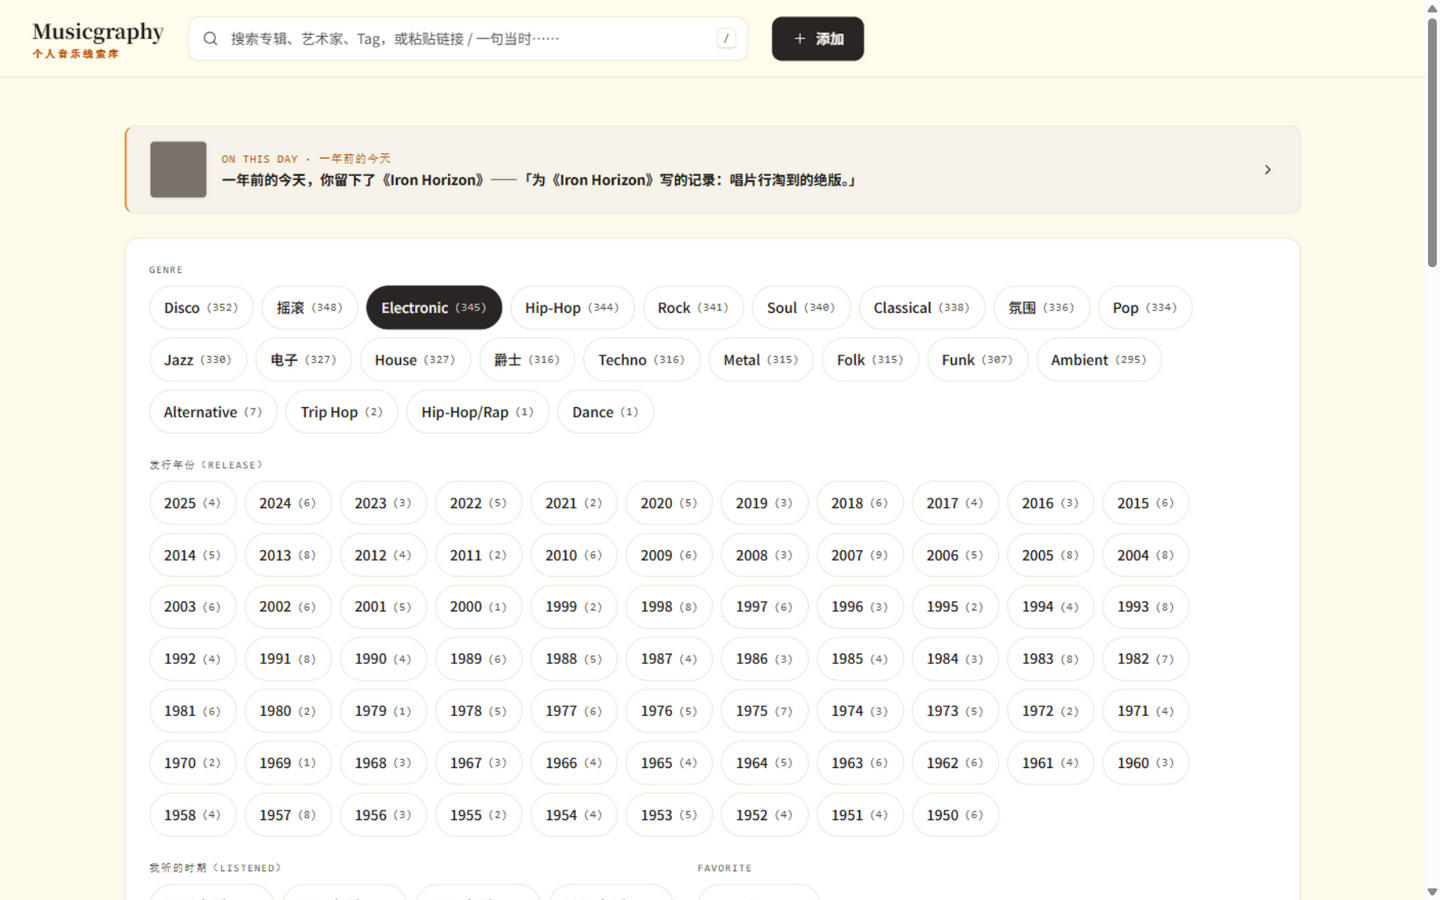 Musicgraphy
个人音乐线索库
搜索专辑、艺术家、Tag，或粘贴链接 / 一句当时⋯⋯
/
＋ 添加
ON THIS DAY · 一年前的今天
一年前的今天，你留下了《Iron Horizon》——「为《Iron Horizon》写的记录：唱片行淘到的绝版。」
GENRE
Disco (352) 摇滚 (348) Electronic (345) Hip-Hop (344) Rock (341) Soul (340) Classical (338) 氛围 (336) Pop (334)
Jazz (330) 电子 (327) House (327) 爵士 (316) Techno (316) Metal (315) Folk (315) Funk (307) Ambient (295)
Alternative (7) Trip Hop (2) Hip-Hop/Rap (1) Dance (1)
发行年份（RELEASE）
2025 (4) 2024 (6) 2023 (3) 2022 (5) 2021 (2) 2020 (5) 2019 (3) 2018 (6) 2017 (4) 2016 (3) 2015 (6)
2014 (5) 2013 (8) 2012 (4) 2011 (2) 2010 (6) 2009 (6) 2008 (3) 2007 (9) 2006 (5) 2005 (8) 2004 (8)
2003 (6) 2002 (6) 2001 (5) 2000 (1) 1999 (2) 1998 (8) 1997 (6) 1996 (3) 1995 (2) 1994 (4) 1993 (8)
1992 (4) 1991 (8) 1990 (4) 1989 (6) 1988 (5) 1987 (4) 1986 (3) 1985 (4) 1984 (3) 1983 (8) 1982 (7)
1981 (6) 1980 (2) 1979 (1) 1978 (5) 1977 (6) 1976 (5) 1975 (7) 1974 (3) 1973 (5) 1972 (2) 1971 (4)
1970 (2) 1969 (1) 1968 (3) 1967 (3) 1966 (4) 1965 (4) 1964 (5) 1963 (6) 1962 (6) 1961 (4) 1960 (3)
1958 (4) 1957 (8) 1956 (3) 1955 (2) 1954 (4) 1953 (5) 1952 (4) 1951 (4) 1950 (6)
我听的时期（LISTENED） FAVORITE